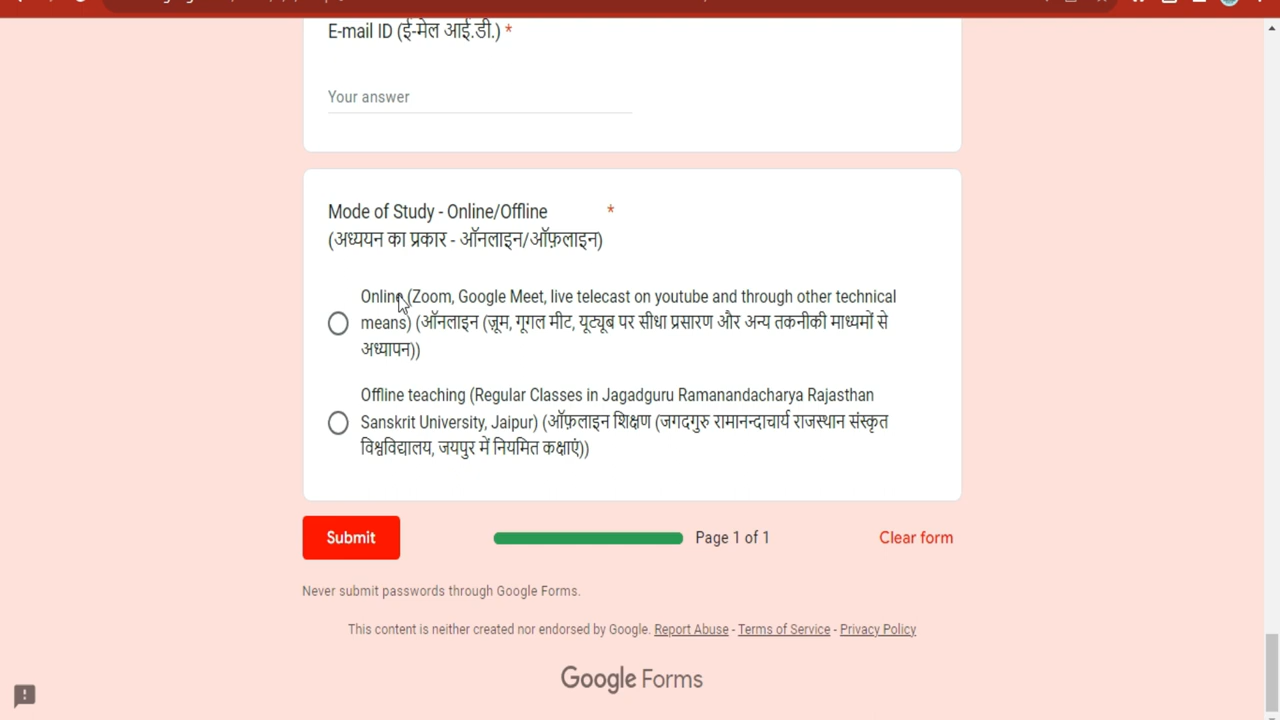 E-mail ID (ई-मेल आई.डी.) *
Your answer
Mode of Study - Online/Offline *
(अध्ययन का प्रकार - ऑनलाइन/ऑफ़लाइन)
Online (Zoom, Google Meet, live telecast on youtube and through other technical
means) (ऑनलाइन (ज़ूम, गूगल मीट, यूट्यूब पर सीधा प्रसारण और अन्य तकनीकी माध्यमों से
अध्यापन))
Offline teaching (Regular Classes in Jagadguru Ramanandacharya Rajasthan
Sanskrit University, Jaipur) (ऑफ़लाइन शिक्षण (जगदगुरु रामानन्दाचार्य राजस्थान संस्कृत
विश्वविद्यालय, जयपुर में नियमित कक्षाएं))
Submit
Page 1 of 1
Clear form
Never submit passwords through Google Forms.
This content is neither created nor endorsed by Google. Report Abuse - Terms of Service - Privacy Policy
Google Forms